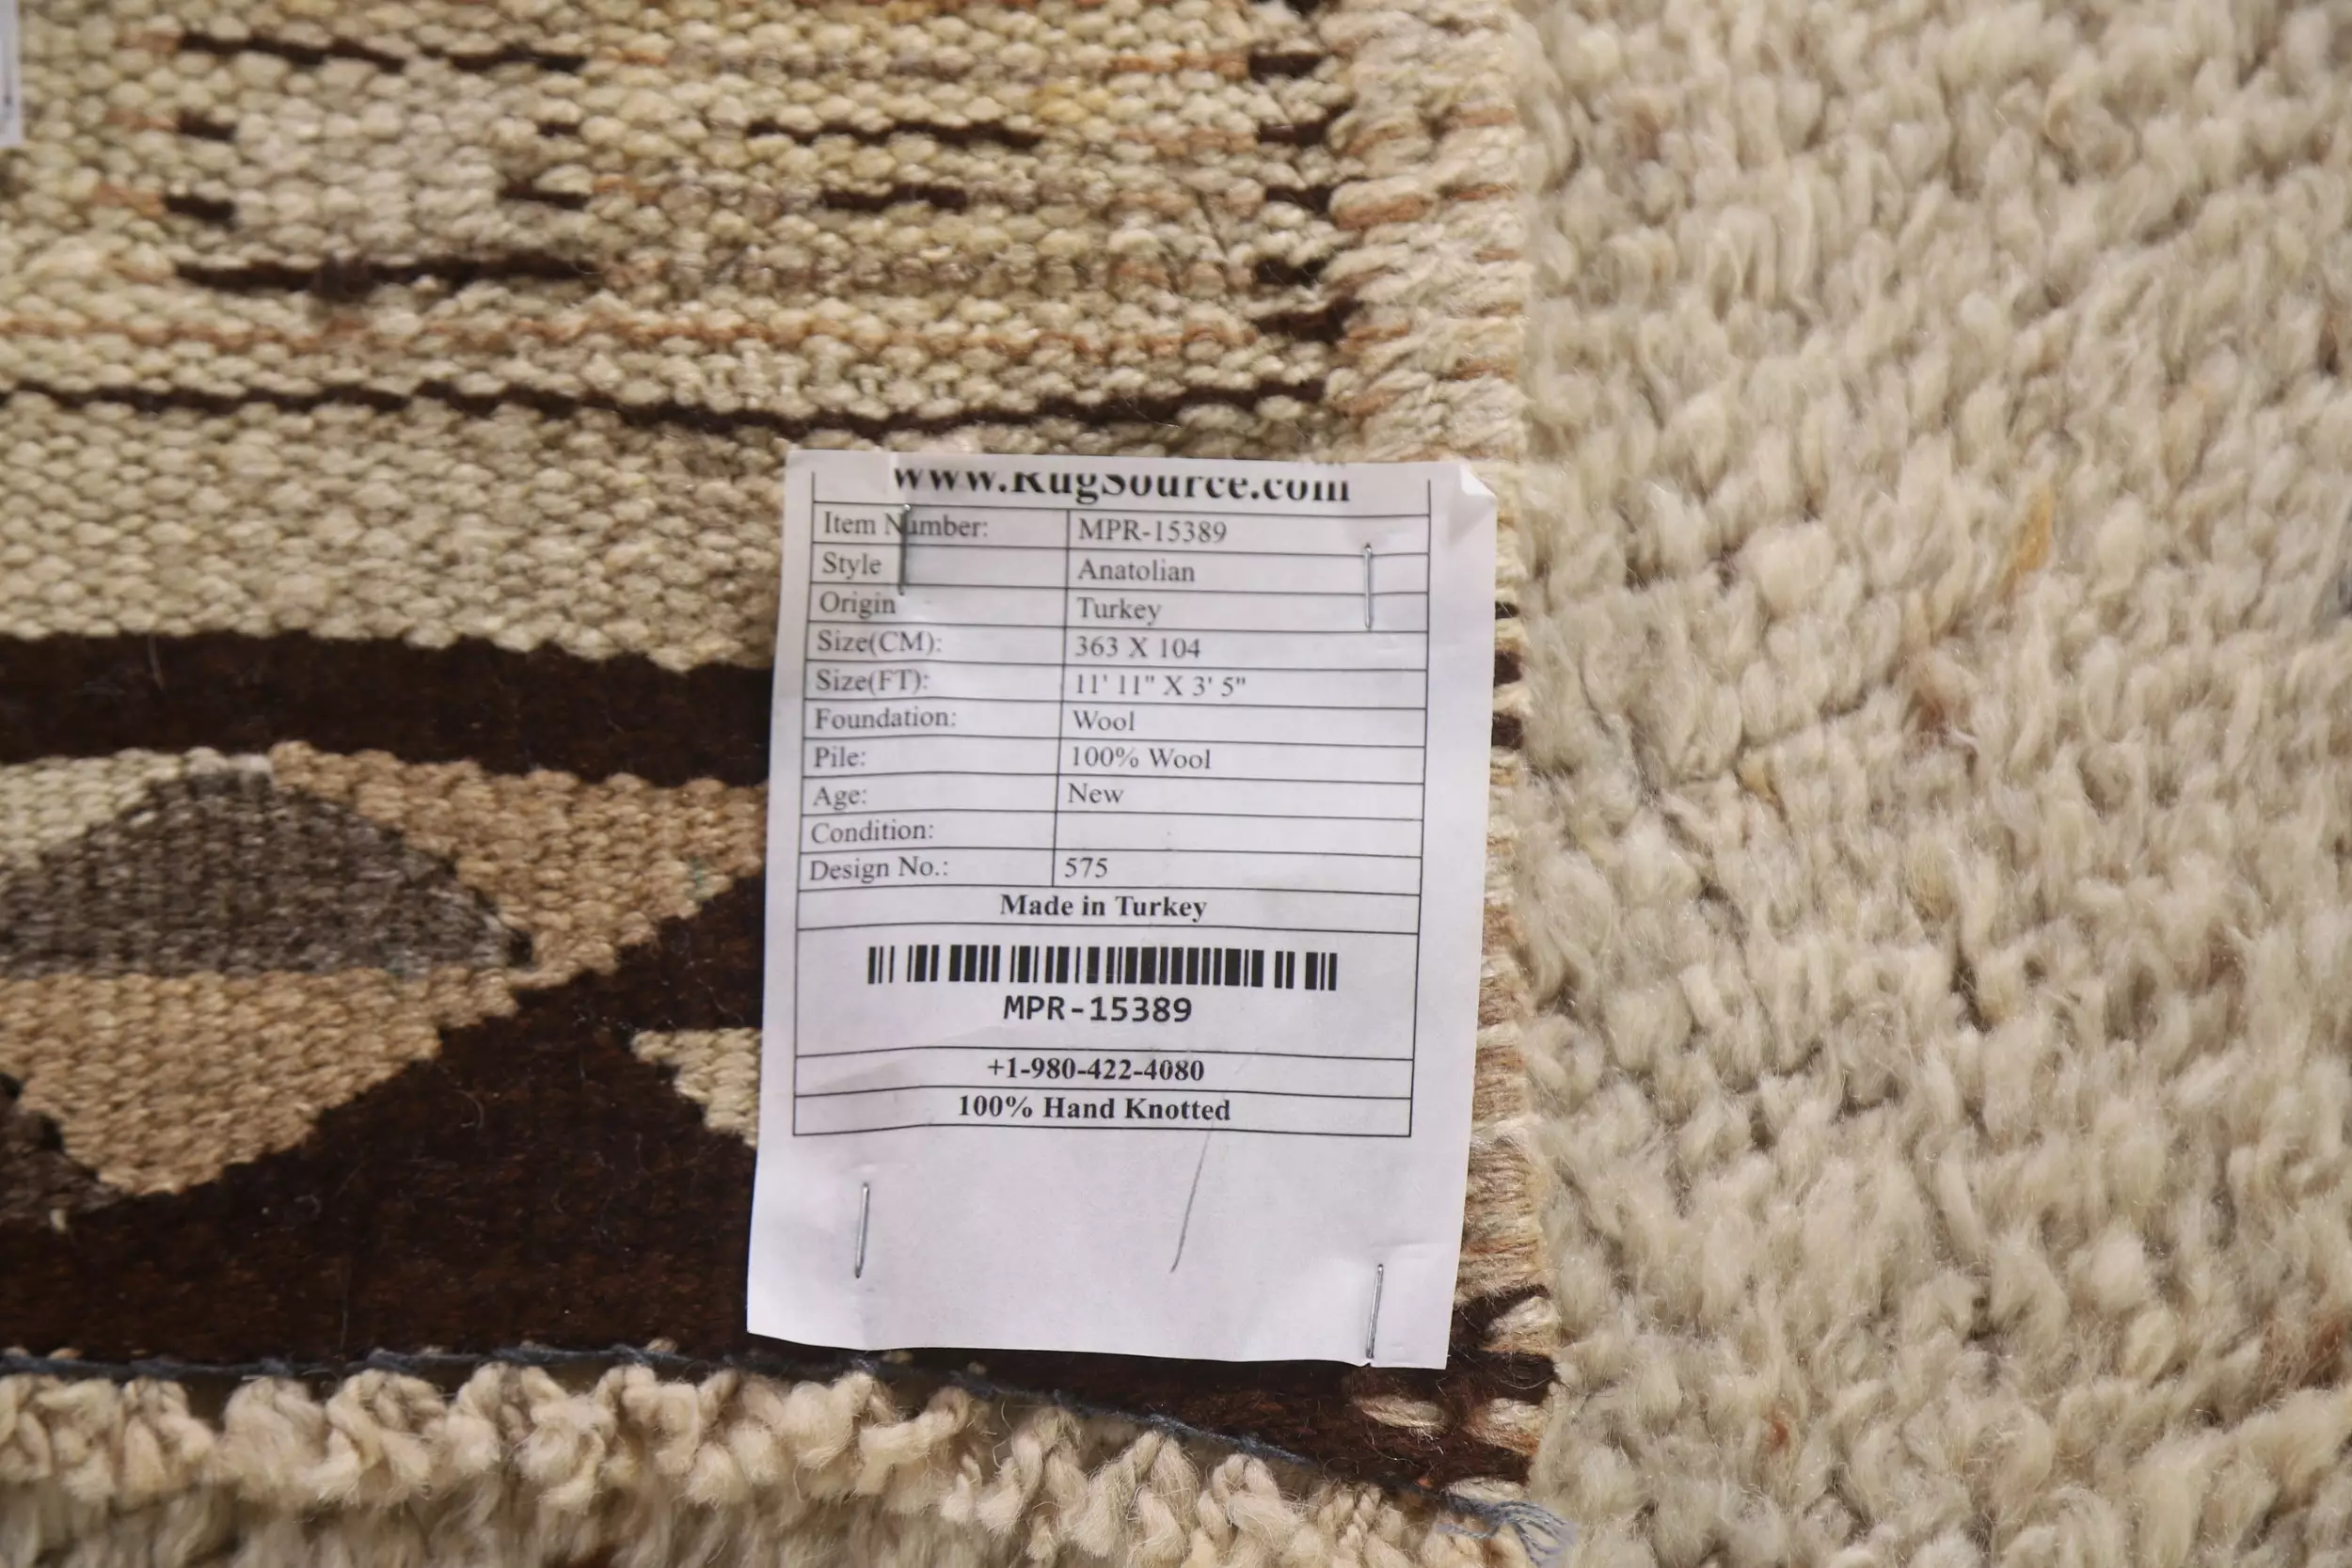 www.RugSource.com
Item Number: MPR-15389
Style Anatolian
Origin Turkey
Size(CM): 363 X 104
Size(FT): 11' 11" X 3' 5"
Foundation: Wool
Pile: 100% Wool
Age: New
Condition:
Design No.: 575
Made in Turkey
MPR-15389
+1-980-422-4080
100% Hand Knotted